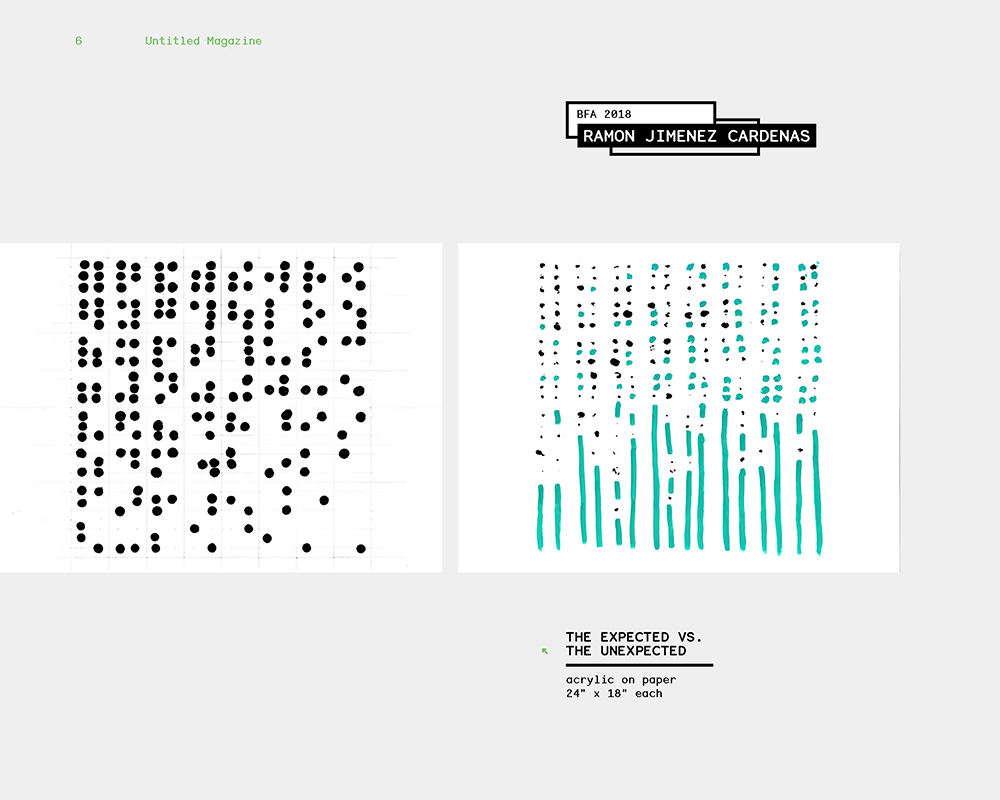 6
Untitled Magazine
BFA 2018
RAMON JIMENEZ CARDENAS
THE EXPECTED VS.
THE UNEXPECTED
acrylic on paper
24" x 18" each